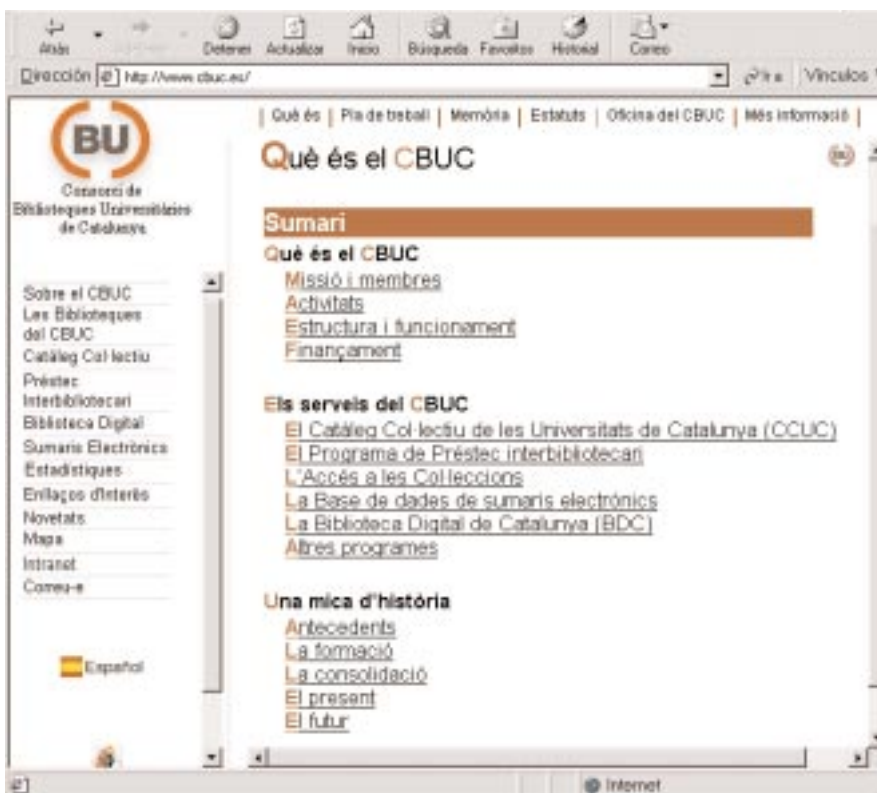 Atrás
Detener Actualizar Inicio Búsqueda Favoritos Historial Correo
Dirección http://www.cbuc.es/ Ir a Vínculos
BU
Consorci de
Biblioteques Universitàries
de Catalunya
Sobre el CBUC
Les Biblioteques
del CBUC
Catàleg Col·lectiu
Préstec
Interbibliotecari
Biblioteca Digital
Sumaris Electrònics
Estadístiques
Enllaços d'Interès
Novetats
Mapa
Intranet
Correu-e
Español
| Què és | Pla de treball | Memòria | Estatuts | Oficina del CBUC | Més informació |
Què és el CBUC
Sumari
Què és el CBUC
Missió i membres
Activitats
Estructura i funcionament
Finançament
Els serveis del CBUC
El Catàleg Col·lectiu de les Universitats de Catalunya (CCUC)
El Programa de Préstec interbibliotecari
L'Accés a les Col·leccions
La Base de dades de sumaris electrònics
La Biblioteca Digital de Catalunya (BDC)
Altres programes
Una mica d'història
Antecedents
La formació
La consolidació
El present
El futur
Internet